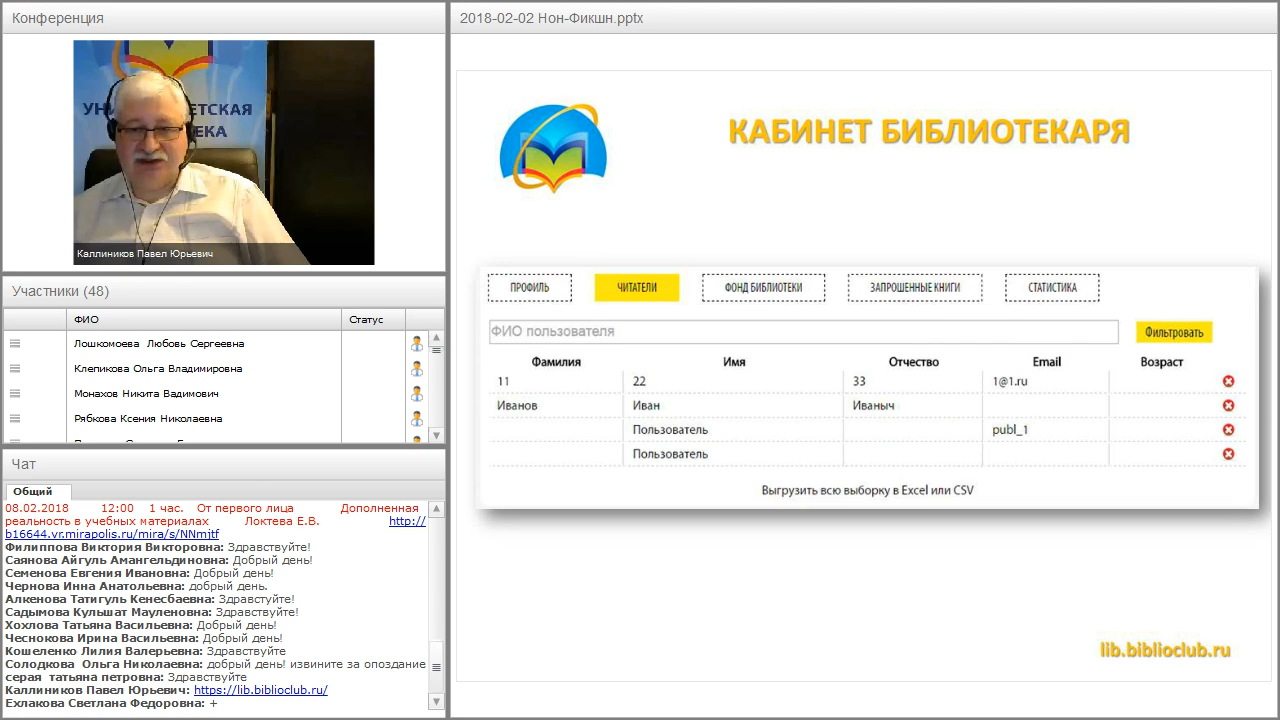 Конференция
УНИ ЕТСКАЯ
ЕКА
Каллиников Павел Юрьевич
Участники (48)
ФИО Статус
Лошкомоева Любовь Сергеевна
Клепикова Ольга Владимировна
Монахов Никита Вадимович
Рябкова Ксения Николаевна
Чат
Общий
08.02.2018 12:00 1 час. От первого лица Дополненная
реальность в учебных материалах Локтева Е.В. http://
b16644.vr.mirapolis.ru/mira/s/NNmjtf
Филиппова Виктория Викторовна: Здравствуйте!
Саянова Айгуль Амангельдиновна: Добрый день!
Семенова Евгения Ивановна: Добрый день!
Чернова Инна Анатольевна: добрый день.
Алкенова Татигуль Кенесбаевна: Здравстуйте!
Садымова Кульшат Мауленовна: Здравствуйте!
Хохлова Татьяна Васильевна: Добрый день!
Чеснокова Ирина Васильевна: Добрый день!
Кошеленко Лилия Валерьевна: Здравствуйте
Солодкова Ольга Николаевна: добрый день! извините за опоздание
серая татьяна петровна: Здравствуйте
Каллиников Павел Юрьевич: https://lib.biblioclub.ru/
Ехлакова Светлана Федоровна: +
2018-02-02 Нон-Фикшн.pptx
КАБИНЕТ БИБЛИОТЕКАРЯ
ПРОФИЛЬ ЧИТАТЕЛИ ФОНД БИБЛИОТЕКИ ЗАПРОШЕННЫЕ КНИГИ СТАТИСТИКА
ФИО пользователя Фильтровать
Фамилия Имя Отчество Email Возраст
11 22 33 1@1.ru
Иванов Иван Иваныч
Пользователь publ_1
Пользователь
Выгрузить всю выборку в Excel или CSV
lib.biblioclub.ru